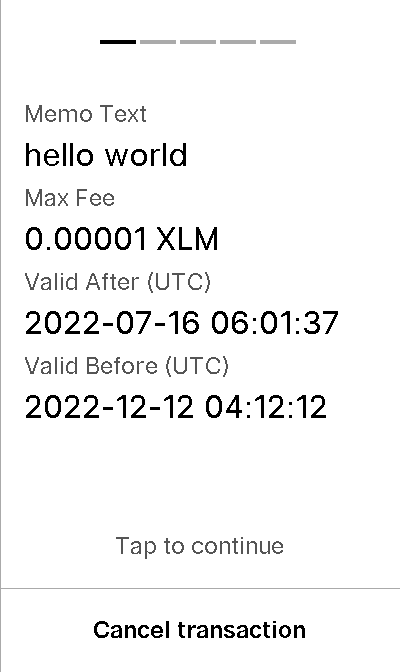 Memo Text
hello world
Max Fee
0.00001 XLM
Valid After (UTC)
2022-07-16 06:01:37
Valid Before (UTC)
2022-12-12 04:12:12
Tap to continue
Cancel transaction